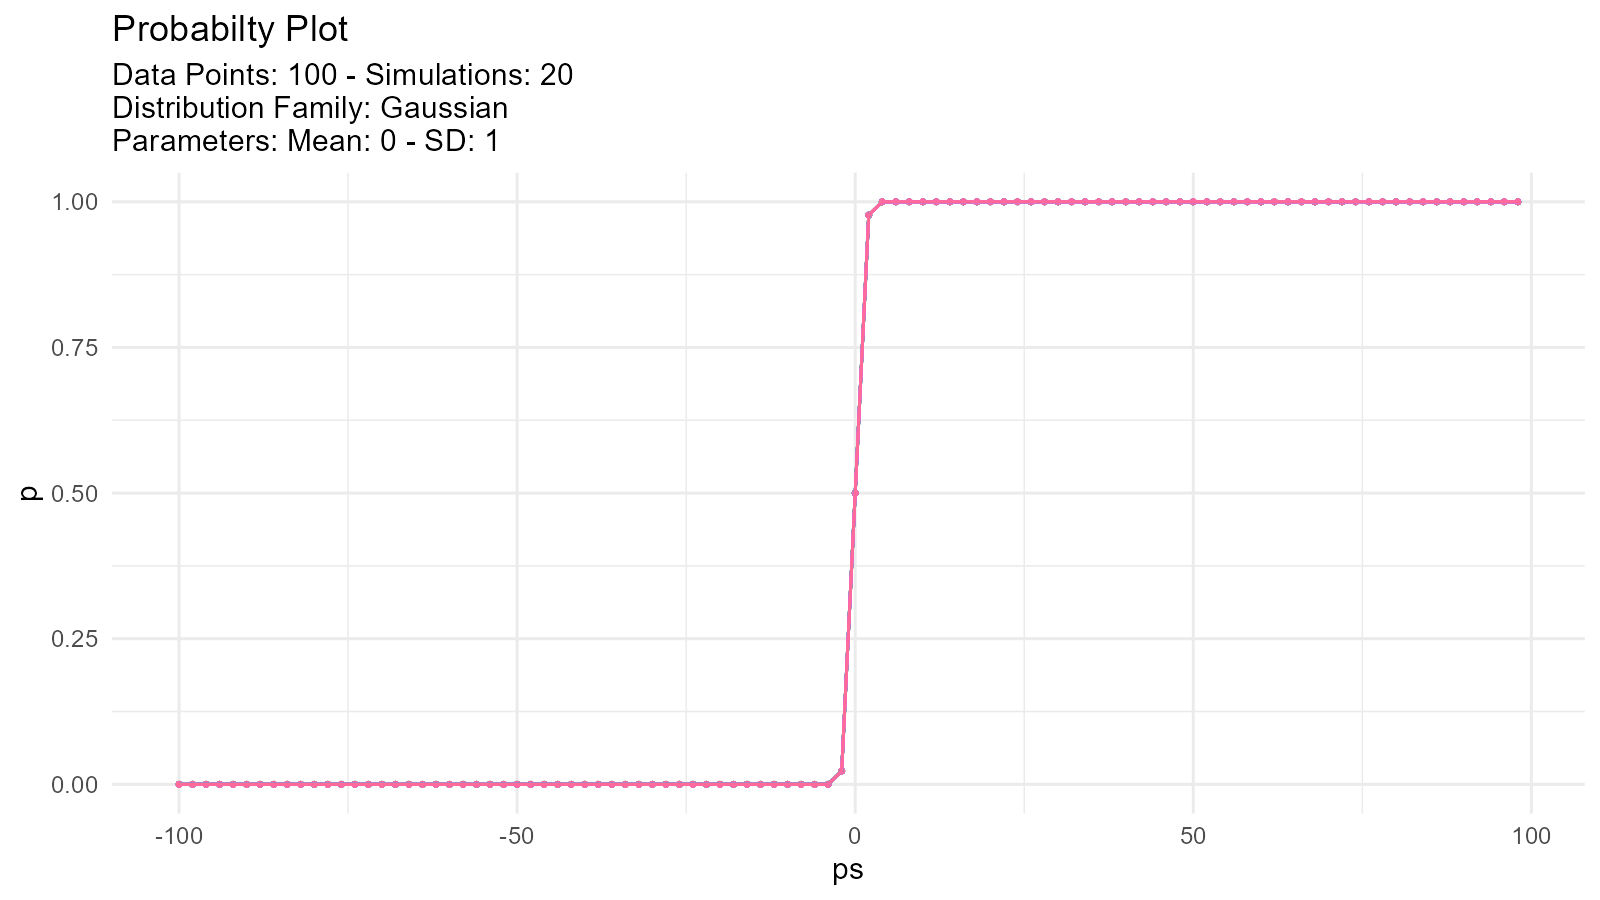 Probabilty Plot
Data Points: 100 - Simulations: 20
Distribution Family: Gaussian
Parameters: Mean: 0 - SD: 1
1.00
0.75
0.50
0.25
0.00
p
-100
-50
0
50
100
ps